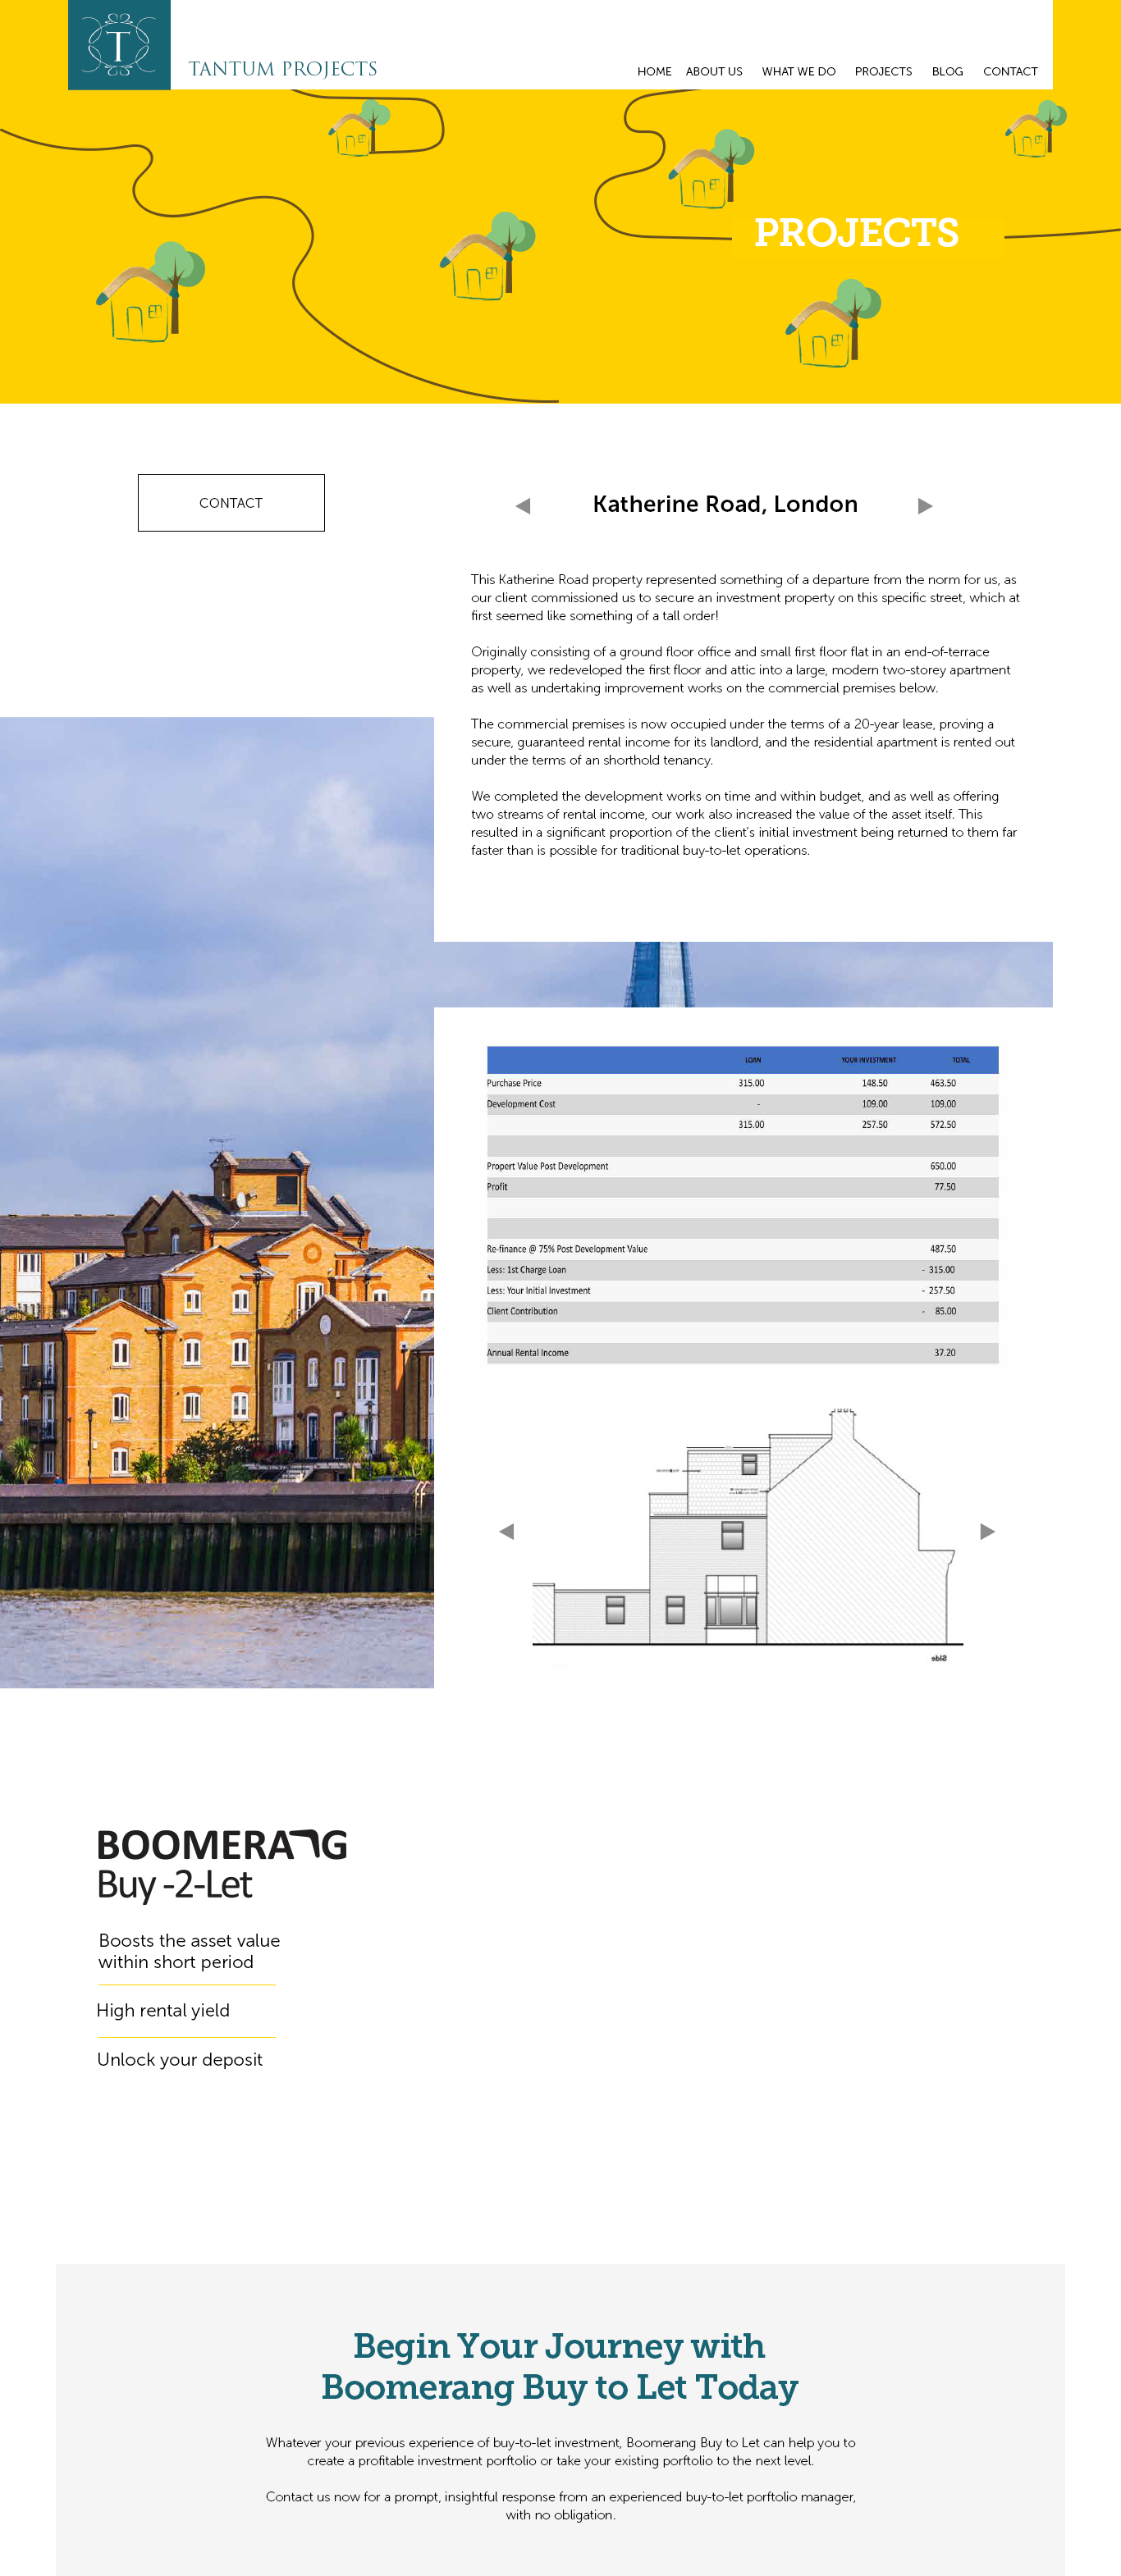 T
TANTUM PROJECTS
HOME ABOUT US WHAT WE DO PROJECTS BLOG CONTACT
PROJECTS
CONTACT
Katherine Road, London
This Katherine Road property represented something of a departure from the norm for us, as
our client commissioned us to secure an investment property on this specific street, which at
first seemed like something of a tall order!
Originally consisting of a ground floor office and small first floor flat in an end-of-terrace
property, we redeveloped the first floor and attic into a large, modern two-storey apartment
as well as undertaking improvement works on the commercial premises below.
The commercial premises is now occupied under the terms of a 20-year lease, proving a
secure, guaranteed rental income for its landlord, and the residential apartment is rented out
under the terms of an shorthold tenancy.
We completed the development works on time and within budget, and as well as offering
two streams of rental income, our work also increased the value of the asset itself. This
resulted in a significant proportion of the client's initial investment being returned to them far
faster than is possible for traditional buy-to-let operations.
LOAN YOUR INVESTMENT TOTAL
Purchase Price 315.00 148.50 463.50
Development Cost - 109.00 109.00
315.00 257.50 572.50
Propert Value Post Development 650.00
Profit 77.50
Re-finance @ 75% Post Development Value 487.50
Less: 1st Charge Loan - 315.00
Less: Your Initial Investment - 257.50
Client Contribution - 85.00
Annual Rental Income 37.20
Side
BOOMERANG
Buy -2-Let
Boosts the asset value
within short period
High rental yield
Unlock your deposit
Begin Your Journey with
Boomerang Buy to Let Today
Whatever your previous experience of buy-to-let investment, Boomerang Buy to Let can help you to
create a profitable investment porftolio or take your existing porftolio to the next level.
Contact us now for a prompt, insightful response from an experienced buy-to-let porftolio manager,
with no obligation.